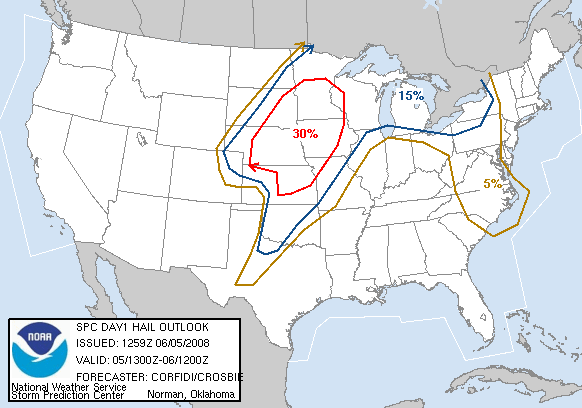 15%
30%
5%
NOAA
SPC DAY1 HAIL OUTLOOK
ISSUED: 1259Z 06/05/2008
VALID: 05/1300Z-06/1200Z
FORECASTER: CORFIDI/CROSBIE
National Weather Service
Storm Prediction Center Norman, Oklahoma